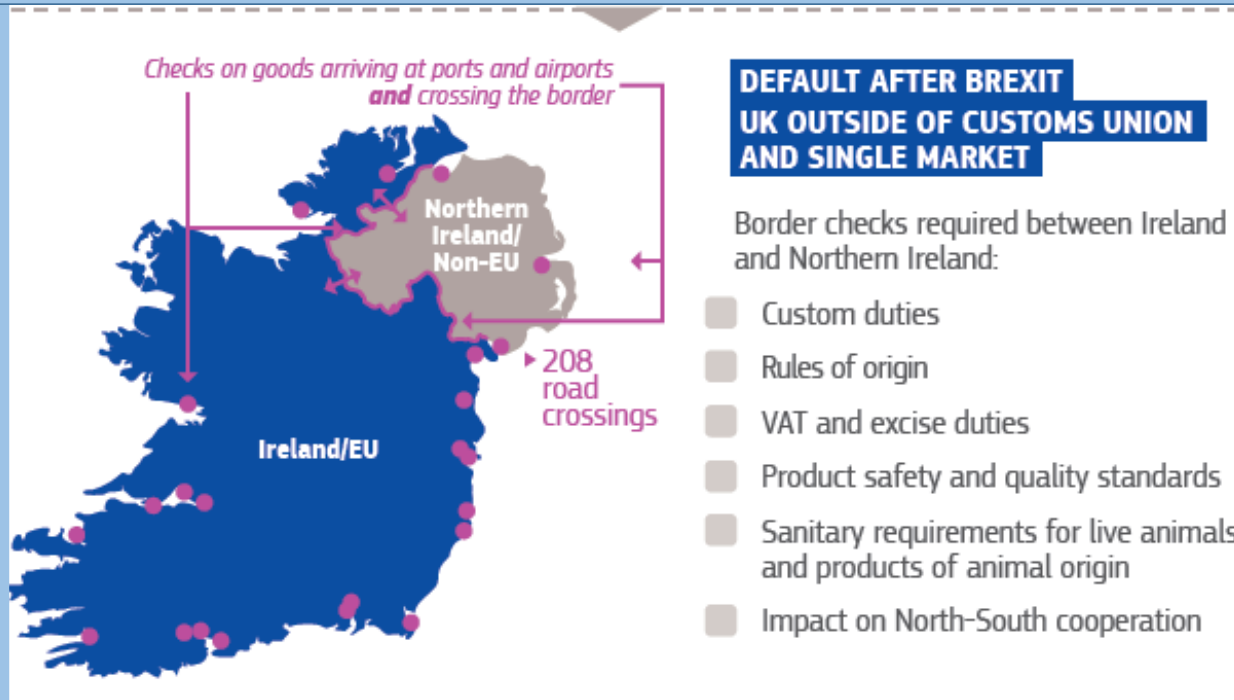 Checks on goods arriving at ports and airports
and crossing the border
Northern
Ireland/
Non-EU
208
road
crossings
Ireland/EU
DEFAULT AFTER BREXIT
UK OUTSIDE OF CUSTOMS UNION
AND SINGLE MARKET
Border checks required between Ireland
and Northern Ireland:
Custom duties
Rules of origin
VAT and excise duties
Product safety and quality standards
Sanitary requirements for live animals
and products of animal origin
Impact on North-South cooperation